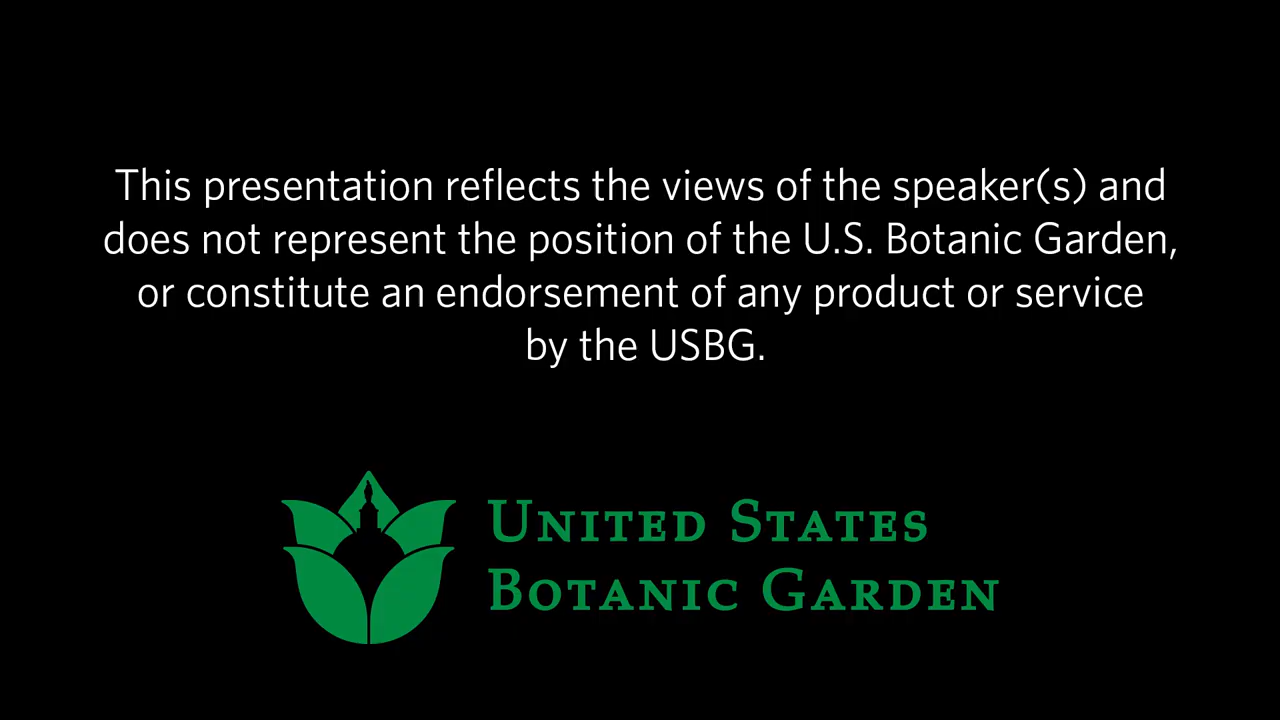 This presentation reflects the views of the speaker(s) and
does not represent the position of the U.S. Botanic Garden,
or constitute an endorsement of any product or service
by the USBG.
United States
Botanic Garden